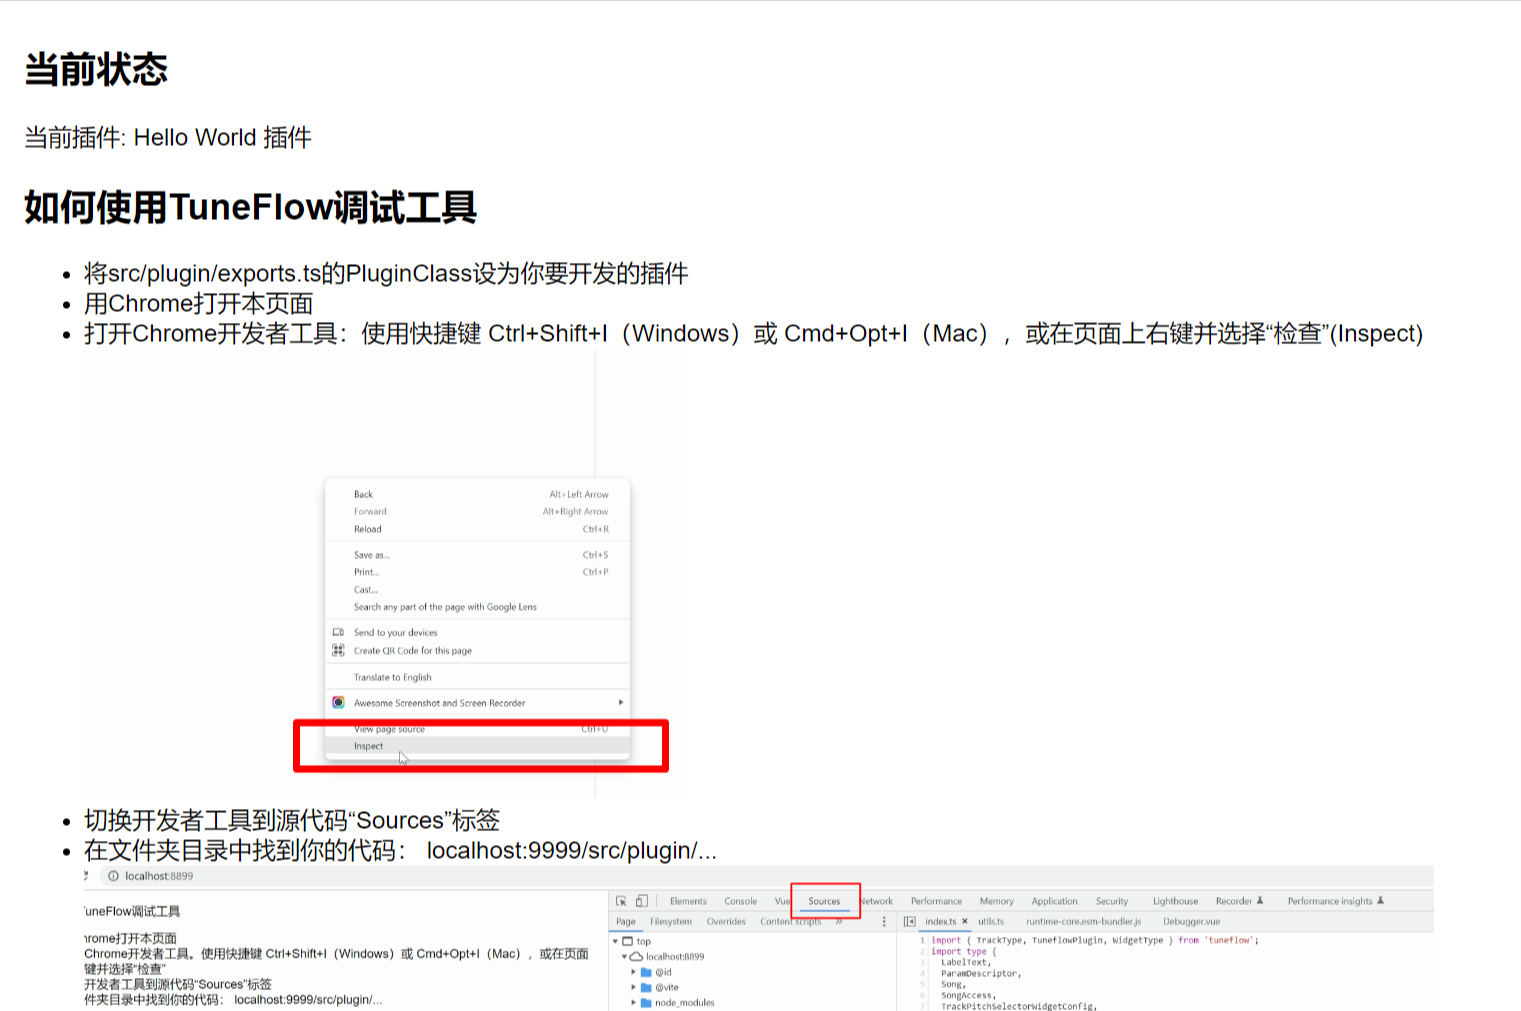 当前状态
当前插件: Hello World 插件
如何使用TuneFlow调试工具
将src/plugin/exports.ts的PluginClass设为你要开发的插件
用Chrome打开本页面
打开Chrome开发者工具：使用快捷键 Ctrl+Shift+I（Windows）或 Cmd+Opt+I（Mac），或在页面上右键并选择“检查”(Inspect)
Back Alt+Left Arrow
Forward Alt+Right Arrow
Reload Ctrl+R
Save as... Ctrl+S
Print... Ctrl+P
Cast...
Search any part of the page with Google Lens
Send to your devices
Create QR Code for this page
Translate to English
Awesome Screenshot and Screen Recorder
View page source Ctrl+U
Inspect
切换开发者工具到源代码“Sources”标签
在文件夹目录中找到你的代码： localhost:9999/src/plugin/...
localhost:8899
Elements Console Vue Sources Network Performance Memory Application Security Lighthouse Recorder Performance insights
uneFlow调试工具
Page Filesystem Overrides Content scripts » index.ts × utils.ts runtime-core.esm-bundler.js Debugger.vue
hrome打开本页面
Chrome开发者工具。使用快捷键 Ctrl+Shift+I（Windows）或 Cmd+Opt+I（Mac），或在页面
键并选择“检查”
开发者工具到源代码“Sources”标签
件夹目录中找到你的代码： localhost:9999/src/plugin/...
top
localhost:8899
@id
@vite
node_modules
1 import { TrackType, TuneflowPlugin, WidgetType } from 'tuneflow';
2 import type {
3 LabelText,
4 ParamDescriptor,
5 Song,
6 SongAccess,
7 TrackPitchSelectorWidgetConfig,